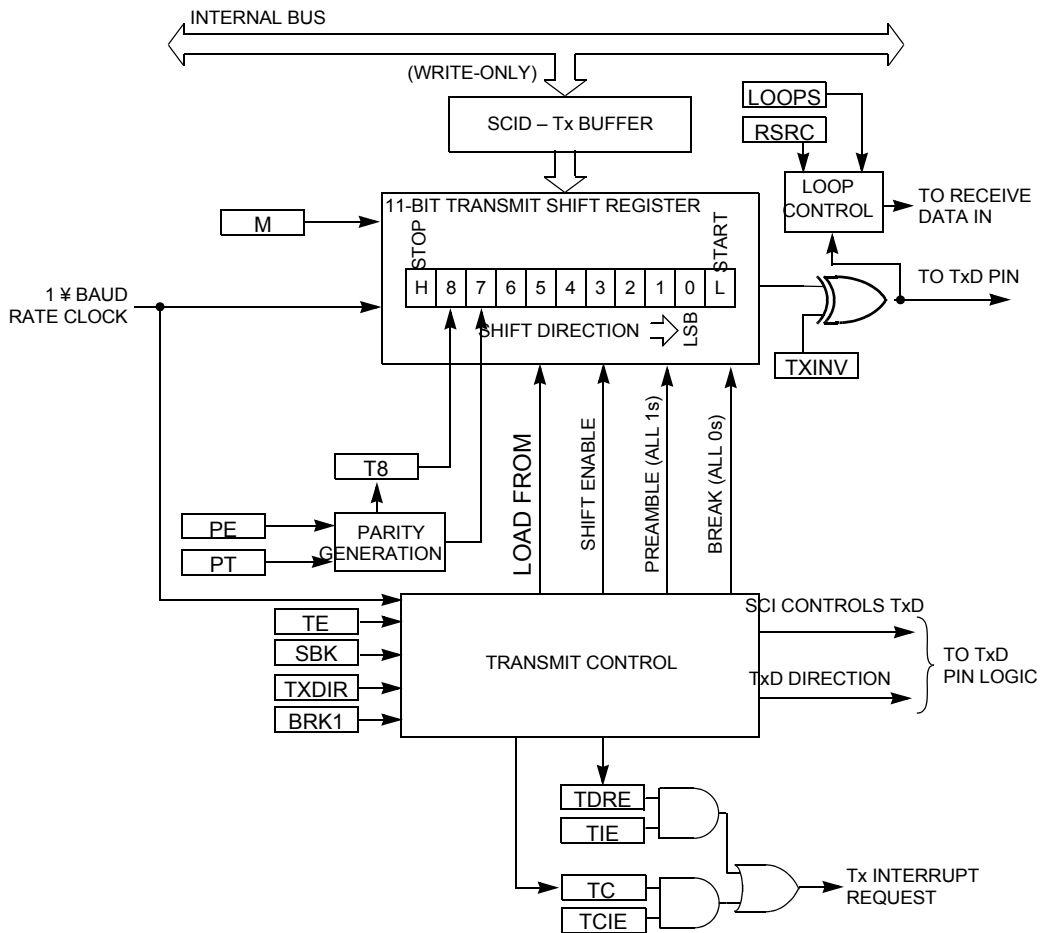 INTERNAL BUS
(WRITE-ONLY)
SCID – Tx BUFFER
LOOPS
RSRC
LOOP
CONTROL
TO RECEIVE
DATA IN
11-BIT TRANSMIT SHIFT REGISTER
M
STOP
START
H 8 7 6 5 4 3 2 1 0 L
1 ¥ BAUD
RATE CLOCK
SHIFT DIRECTION
LSB
TO TxD PIN
TXINV
T8
PE
PT
PARITY
GENERATION
LOAD FROM
SHIFT ENABLE
PREAMBLE (ALL 1s)
BREAK (ALL 0s)
TE
SBK
TXDIR
BRK1
TRANSMIT CONTROL
SCI CONTROLS TxD
TxD DIRECTION
TO TxD
PIN LOGIC
TDRE
TIE
TC
TCIE
Tx INTERRUPT
REQUEST